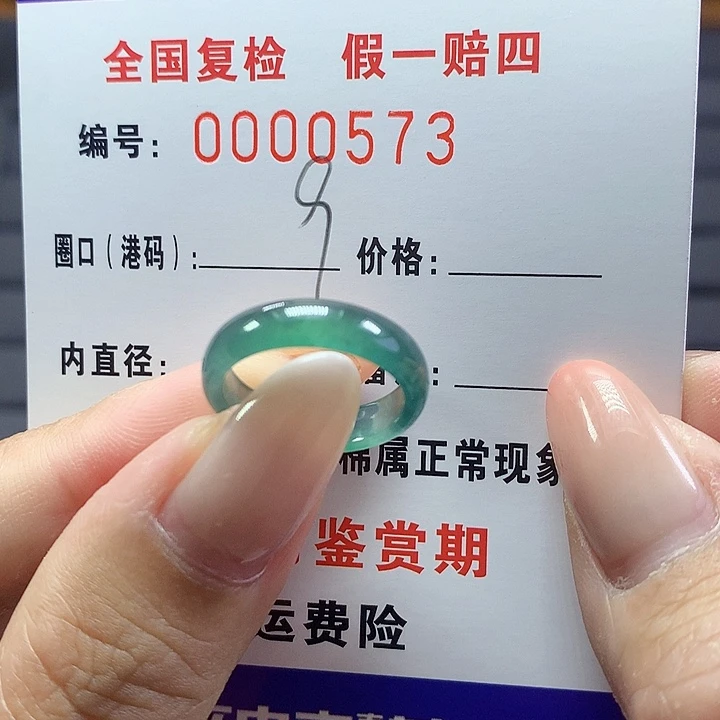 全国复检 假一赔四
编号: 0000573
圈口(港码):
价格:
内直径:
棉属正常现象
鉴赏期
运费险